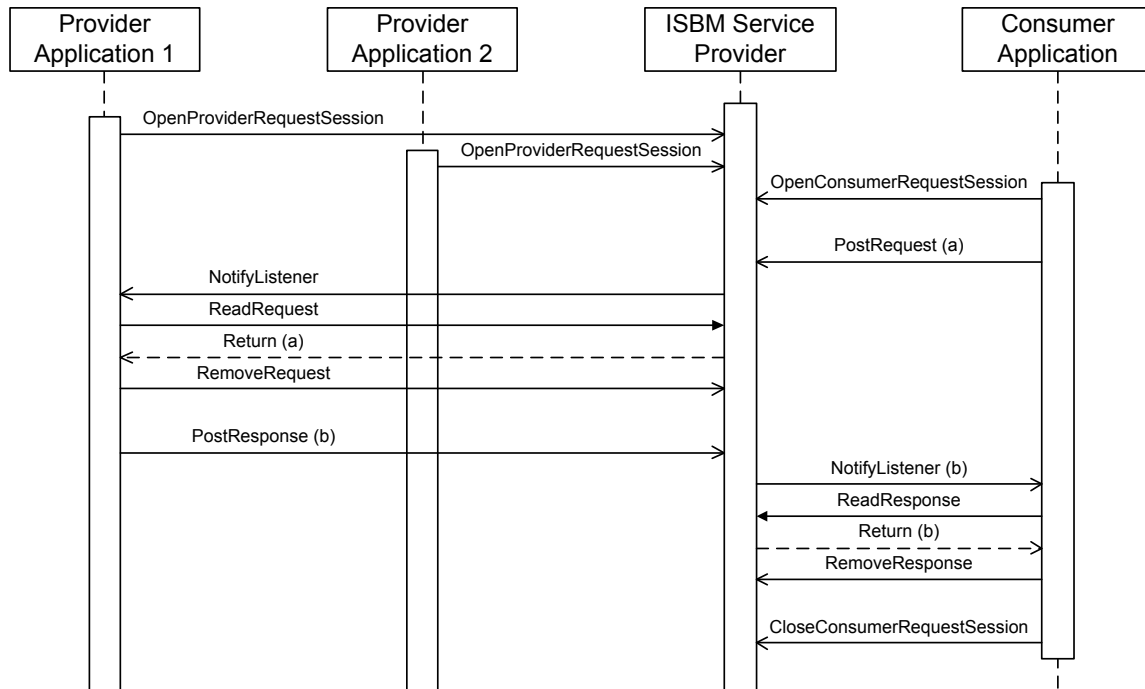 Provider
Application 1
Provider
Application 2
ISBM Service
Provider
Consumer
Application
OpenProviderRequestSession
OpenProviderRequestSession
OpenConsumerRequestSession
PostRequest (a)
NotifyListener
ReadRequest
Return (a)
RemoveRequest
PostResponse (b)
NotifyListener (b)
ReadResponse
Return (b)
RemoveResponse
CloseConsumerRequestSession